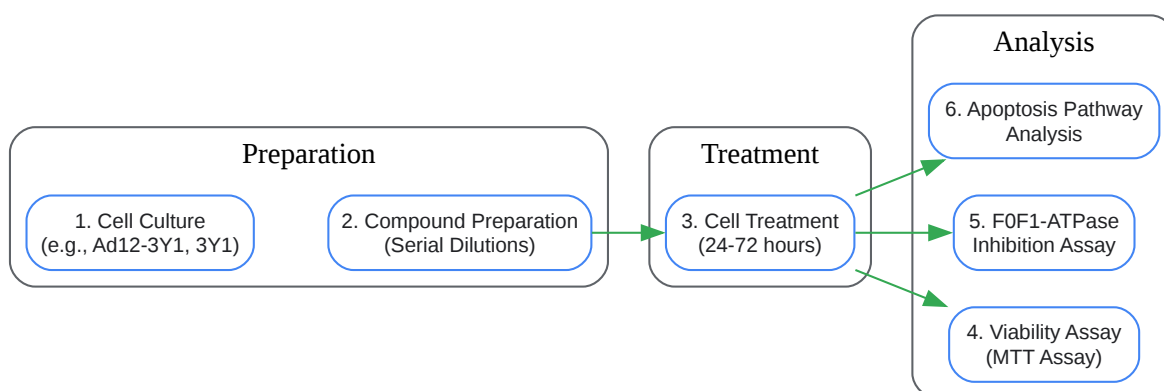 Preparation
1. Cell Culture
(e.g., Ad12-3Y1, 3Y1)
2. Compound Preparation
(Serial Dilutions)
Treatment
3. Cell Treatment
(24-72 hours)
Analysis
6. Apoptosis Pathway
Analysis
5. F0F1-ATPase
Inhibition Assay
4. Viability Assay
(MTT Assay)